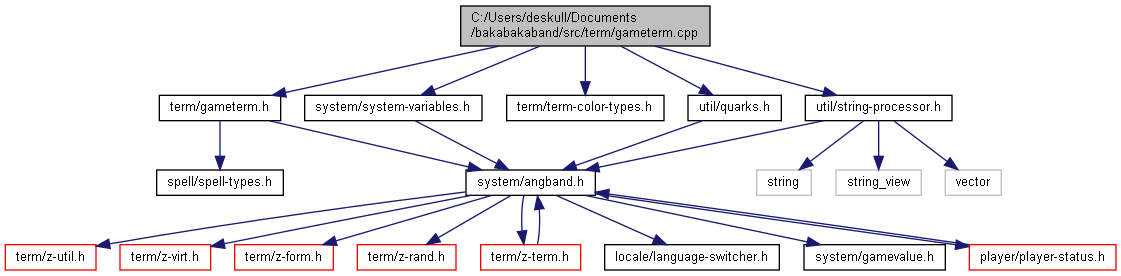 C:/Users/deskull/Documents
/bakabakaband/src/term/gameterm.cpp
term/gameterm.h
system/system-variables.h
term/term-color-types.h
util/quarks.h
util/string-processor.h
spell/spell-types.h
system/angband.h
string
string_view
vector
term/z-util.h
term/z-virt.h
term/z-form.h
term/z-rand.h
term/z-term.h
locale/language-switcher.h
system/gamevalue.h
player/player-status.h